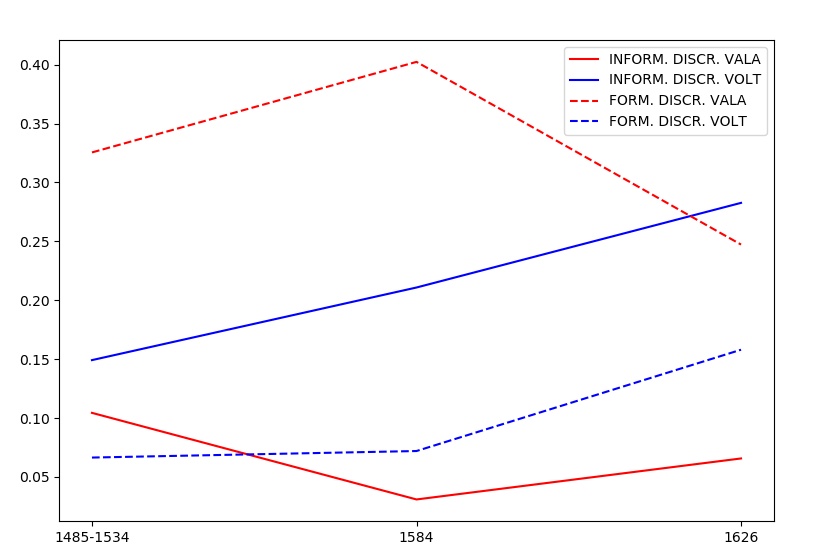 INFORM. DISCR. VALA
INFORM. DISCR. VOLT
FORM. DISCR. VALA
FORM. DISCR. VOLT
0.40
0.35
0.30
0.25
0.20
0.15
0.10
0.05
1485-1534 1584 1626